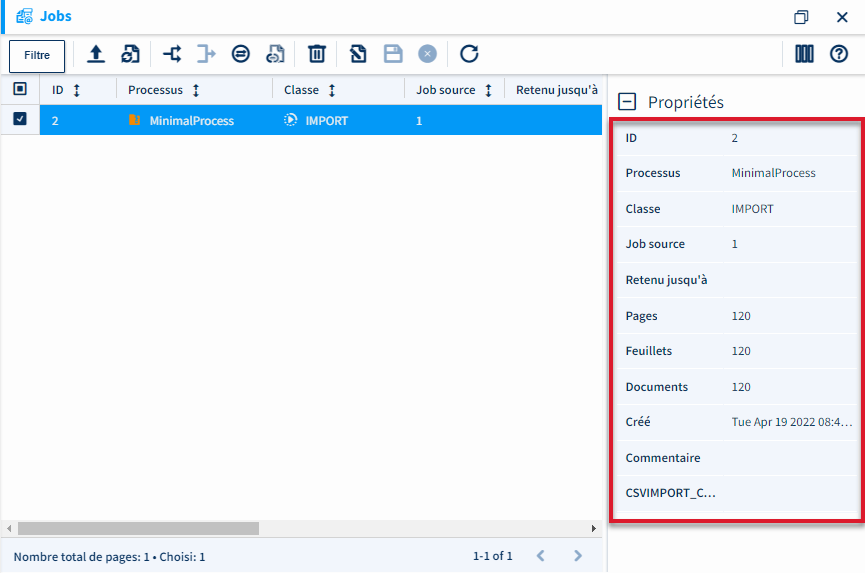 Jobs
Filtre
ID Processus Classe Job source Retenu jusqu'à
2 MinimalProcess IMPORT 1
Nombre total de pages: 1 • Choisi: 1 1-1 of 1
Propriétés
ID 2
Processus MinimalProcess
Classe IMPORT
Job source 1
Retenu jusqu'à
Pages 120
Feuillets 120
Documents 120
Créé Tue Apr 19 2022 08:4...
Commentaire
CSVIMPORT_C...